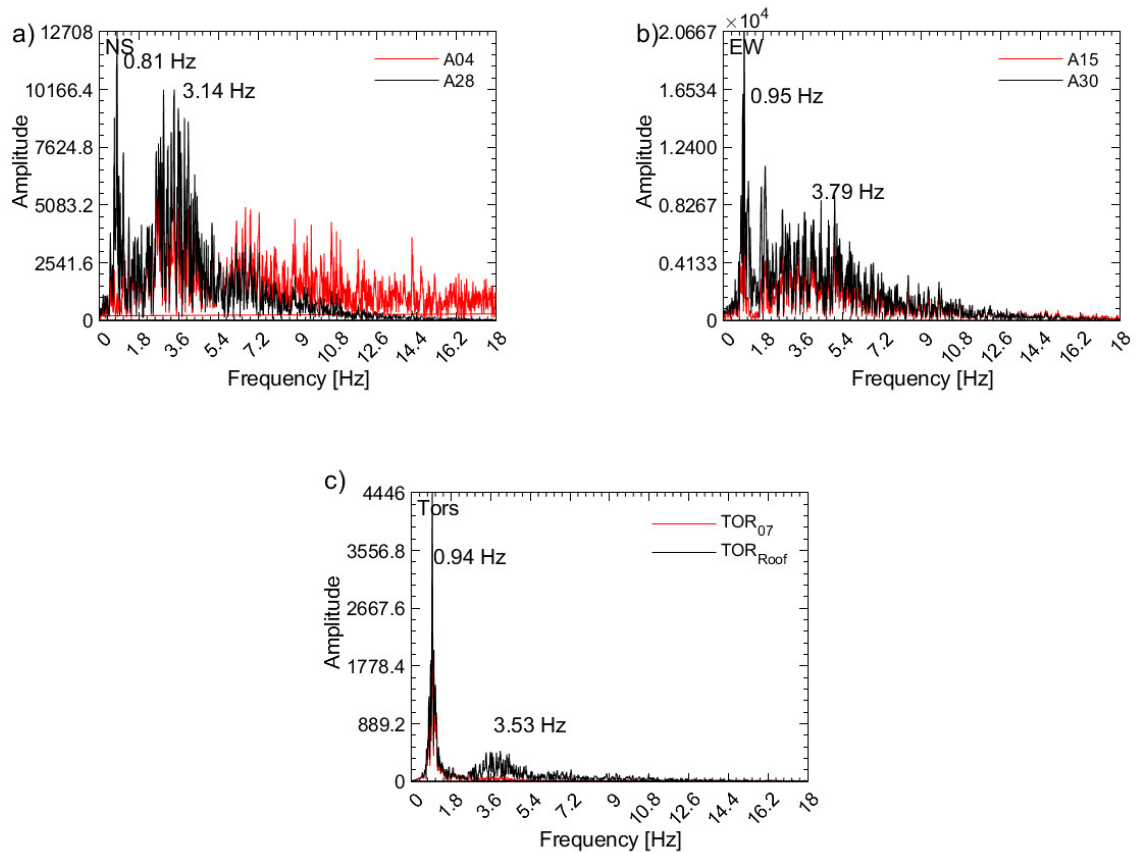 a)
NS
12708
10166.4
7624.8
5083.2
2541.6
0
Amplitude
0.81 Hz
3.14 Hz
A04
A28
0 1.8 3.6 5.4 7.2 9 10.8 12.6 14.4 16.2 18
Frequency [Hz]
b)
EW
×10⁴
2.0667
1.6534
1.2400
0.8267
0.4133
0
Amplitude
0.95 Hz
3.79 Hz
A15
A30
0 1.8 3.6 5.4 7.2 9 10.8 12.6 14.4 16.2 18
Frequency [Hz]
c)
Tors
4446
3556.8
2667.6
1778.4
889.2
0
Amplitude
0.94 Hz
3.53 Hz
TOR07
TORRoof
0 1.8 3.6 5.4 7.2 9 10.8 12.6 14.4 16.2 18
Frequency [Hz]